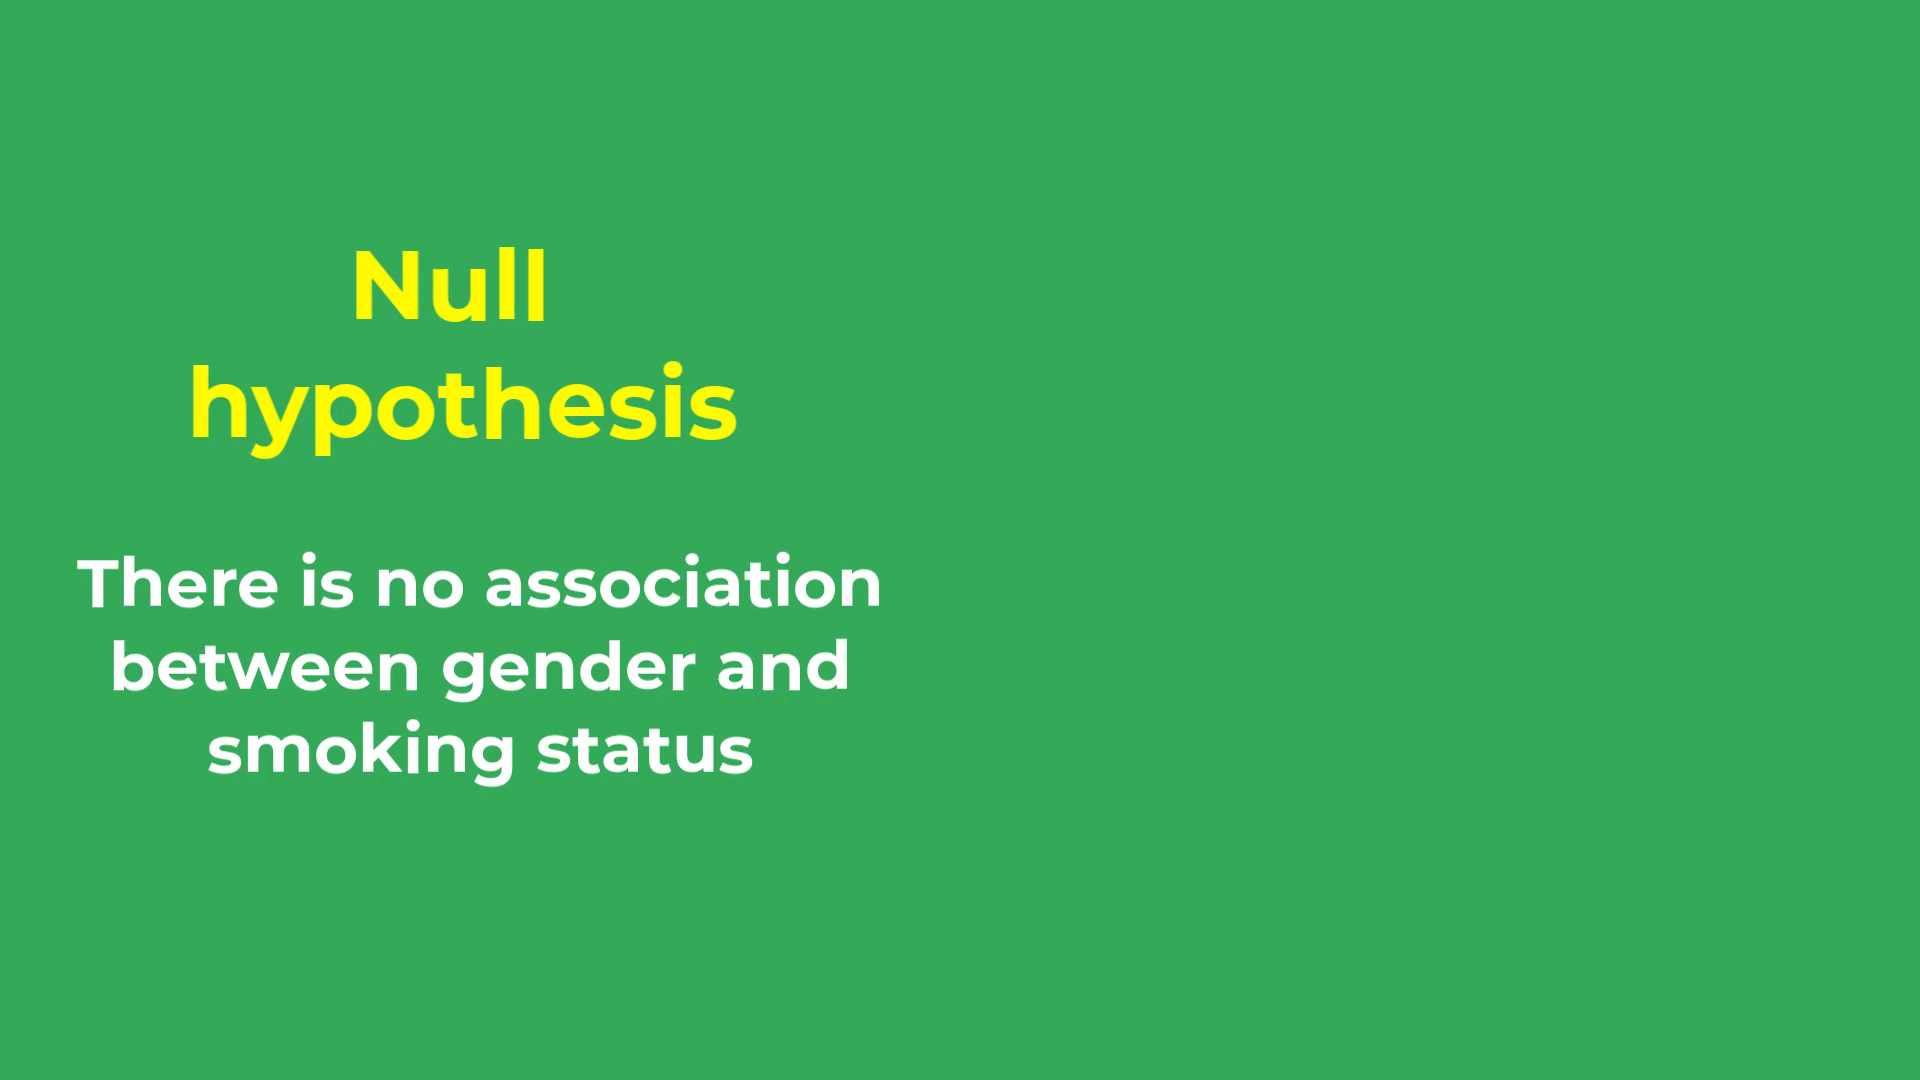 Null
hypothesis
There is no association
between gender and
smoking status